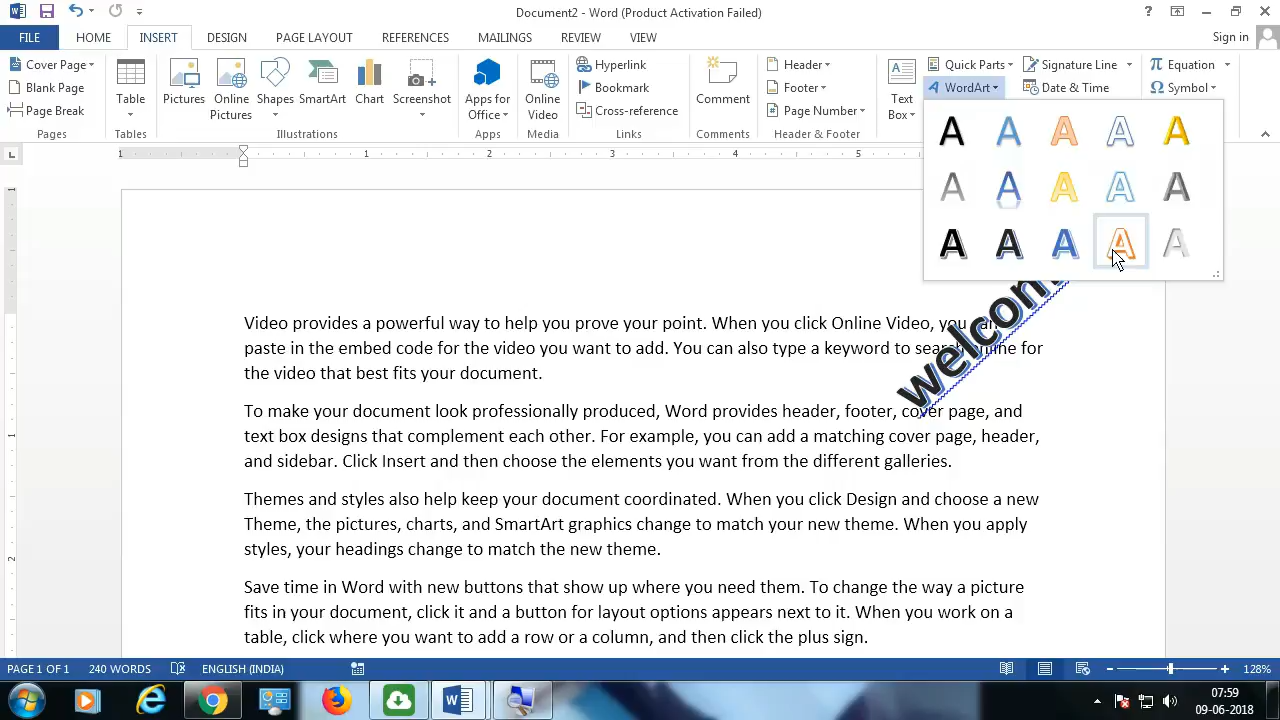 Document2 - Word (Product Activation Failed)
FILE HOME INSERT DESIGN PAGE LAYOUT REFERENCES MAILINGS REVIEW VIEW Sign in
Cover Page
Blank Page
Page Break
Pages
Table
Tables
Pictures
Online Pictures
Shapes
SmartArt
Chart
Screenshot
Illustrations
Apps for Office
Apps
Online Video
Media
Hyperlink
Bookmark
Cross-reference
Links
Comment
Comments
Header
Footer
Page Number
Header & Footer
Text Box
Quick Parts
WordArt
Signature Line
Date & Time
Equation
Symbol
A A A A A
A A A A A
A A A A A
1 1 2 3 4 5
Video provides a powerful way to help you prove your point. When you click Online Video, you can
paste in the embed code for the video you want to add. You can also type a keyword to search online for
the video that best fits your document.
To make your document look professionally produced, Word provides header, footer, cover page, and
text box designs that complement each other. For example, you can add a matching cover page, header,
and sidebar. Click Insert and then choose the elements you want from the different galleries.
Themes and styles also help keep your document coordinated. When you click Design and choose a new
Theme, the pictures, charts, and SmartArt graphics change to match your new theme. When you apply
styles, your headings change to match the new theme.
Save time in Word with new buttons that show up where you need them. To change the way a picture
fits in your document, click it and a button for layout options appears next to it. When you work on a
table, click where you want to add a row or a column, and then click the plus sign.
PAGE 1 OF 1 240 WORDS ENGLISH (INDIA) 128%
07:59
09-06-2018